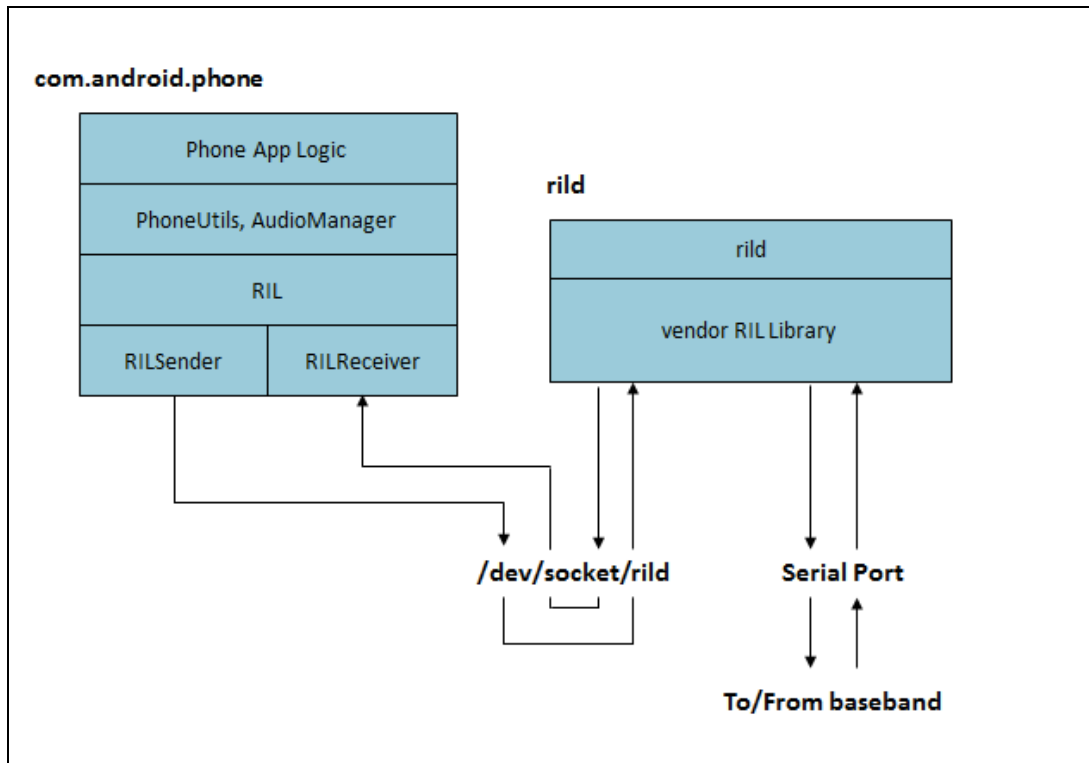 com.android.phone
Phone App Logic
PhoneUtils, AudioManager
RIL
RILSender
RILReceiver
rild
rild
vendor RIL Library
/dev/socket/rild
Serial Port
To/From baseband